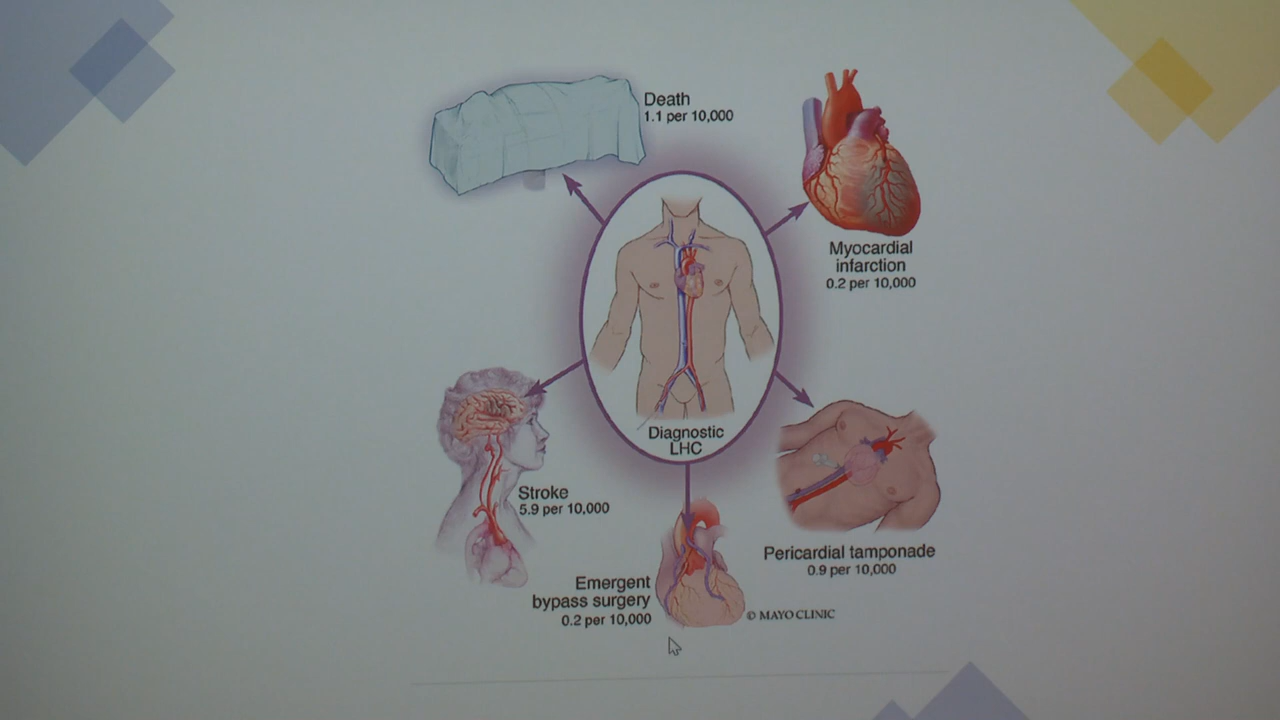 Death
1.1 per 10,000
Myocardial
infarction
0.2 per 10,000
Diagnostic
LHC
Stroke
5.9 per 10,000
Pericardial tamponade
0.9 per 10,000
Emergent
bypass surgery
0.2 per 10,000
© MAYO CLINIC